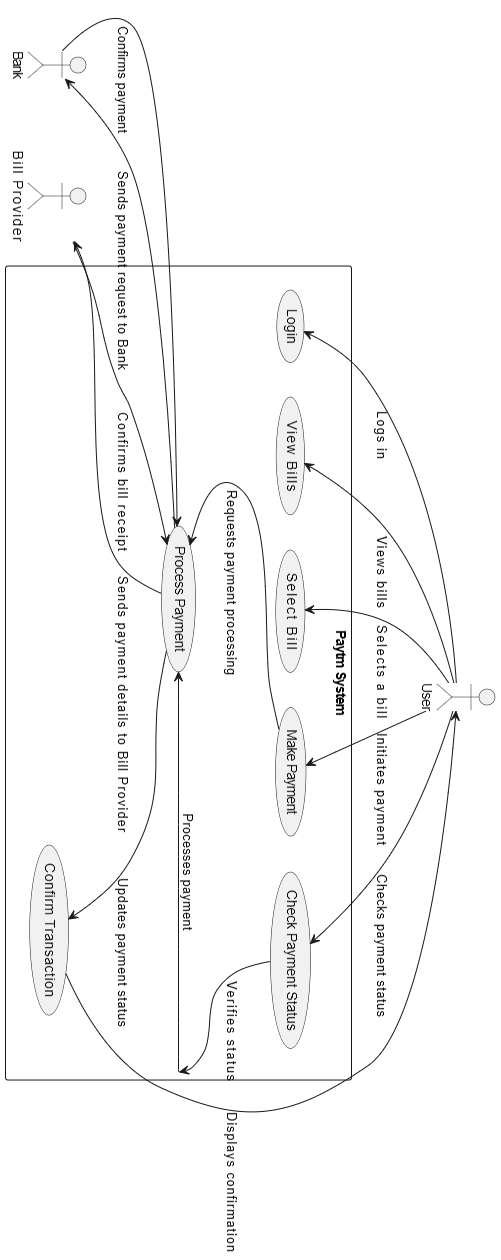 User
Logs in
Views bills
Selects a bill
Initiates payment
Checks payment status
Paytm System
Login
View Bills
Select Bill
Make Payment
Check Payment Status
Requests payment processing
Verifies status
Displays confirmation
Processes payment
Process Payment
Confirms payment
Sends payment request to Bank
Confirms bill receipt
Sends payment details to Bill Provider
Updates payment status
Confirm Transaction
Bank
Bill Provider